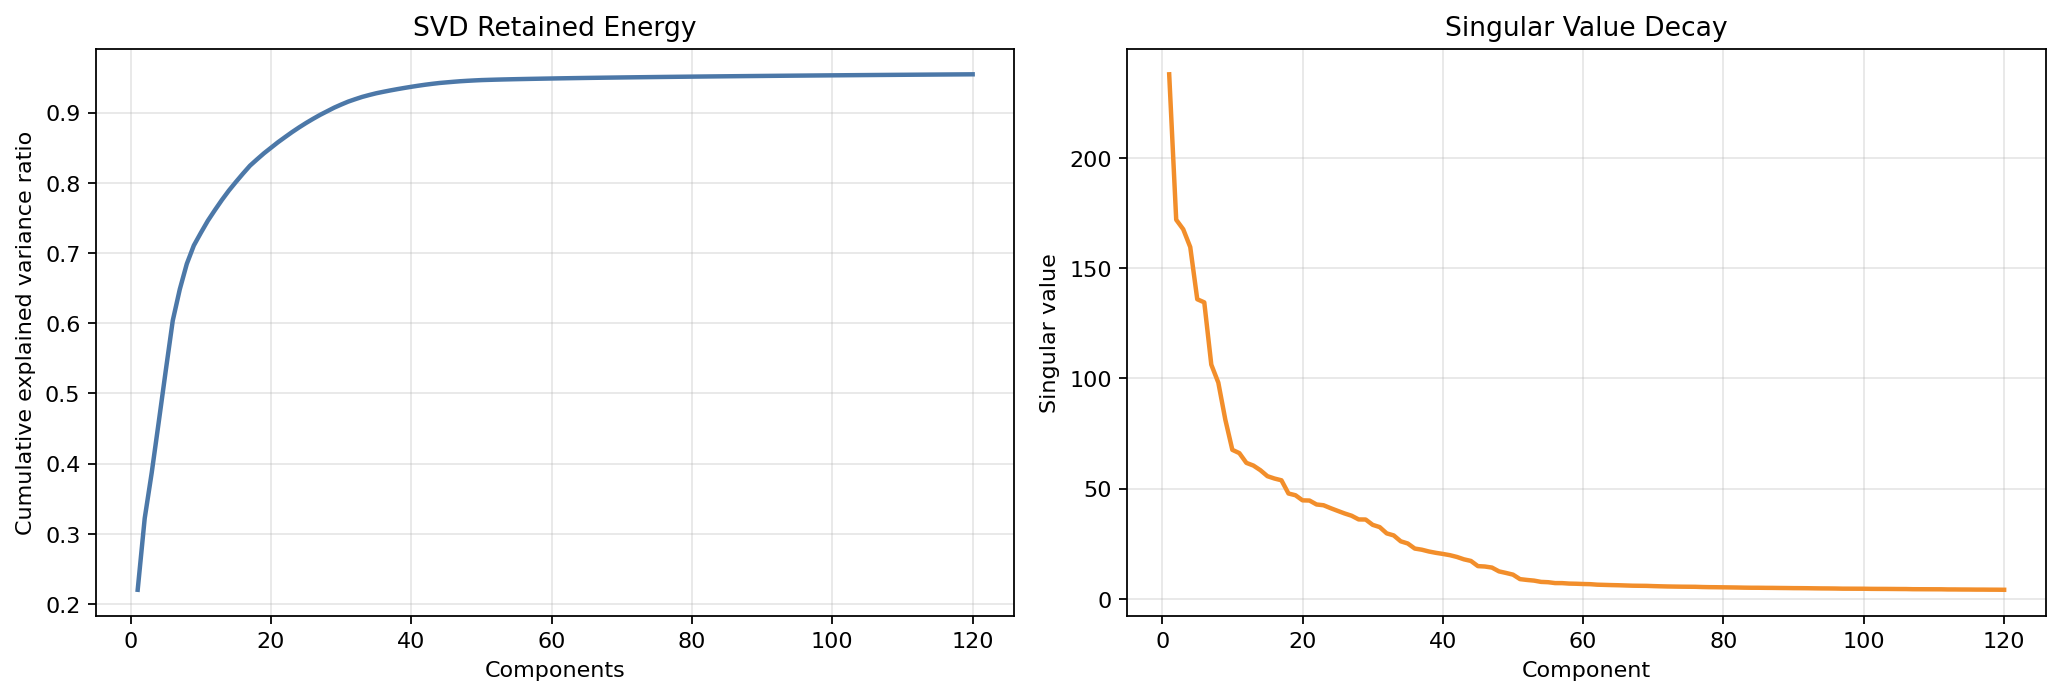 SVD Retained Energy
Cumulative explained variance ratio
0.9
0.8
0.7
0.6
0.5
0.4
0.3
0.2
0 20 40 60 80 100 120
Components
Singular Value Decay
Singular value
200
150
100
50
0
0 20 40 60 80 100 120
Component